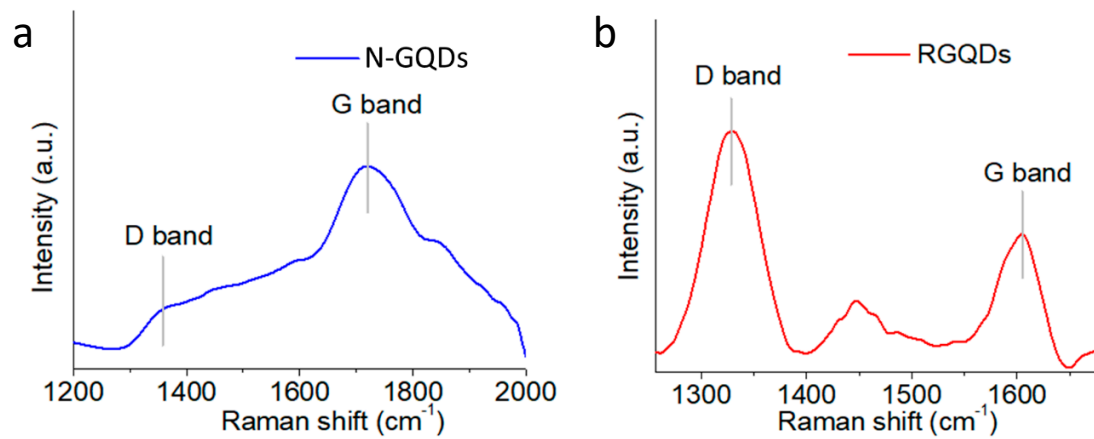 a
N-GQDs
G band
D band
Intensity (a.u.)
1200 1400 1600 1800 2000
Raman shift (cm⁻¹)
b
RGQDs
D band
G band
Intensity (a.u.)
1300 1400 1500 1600
Raman shift (cm⁻¹)